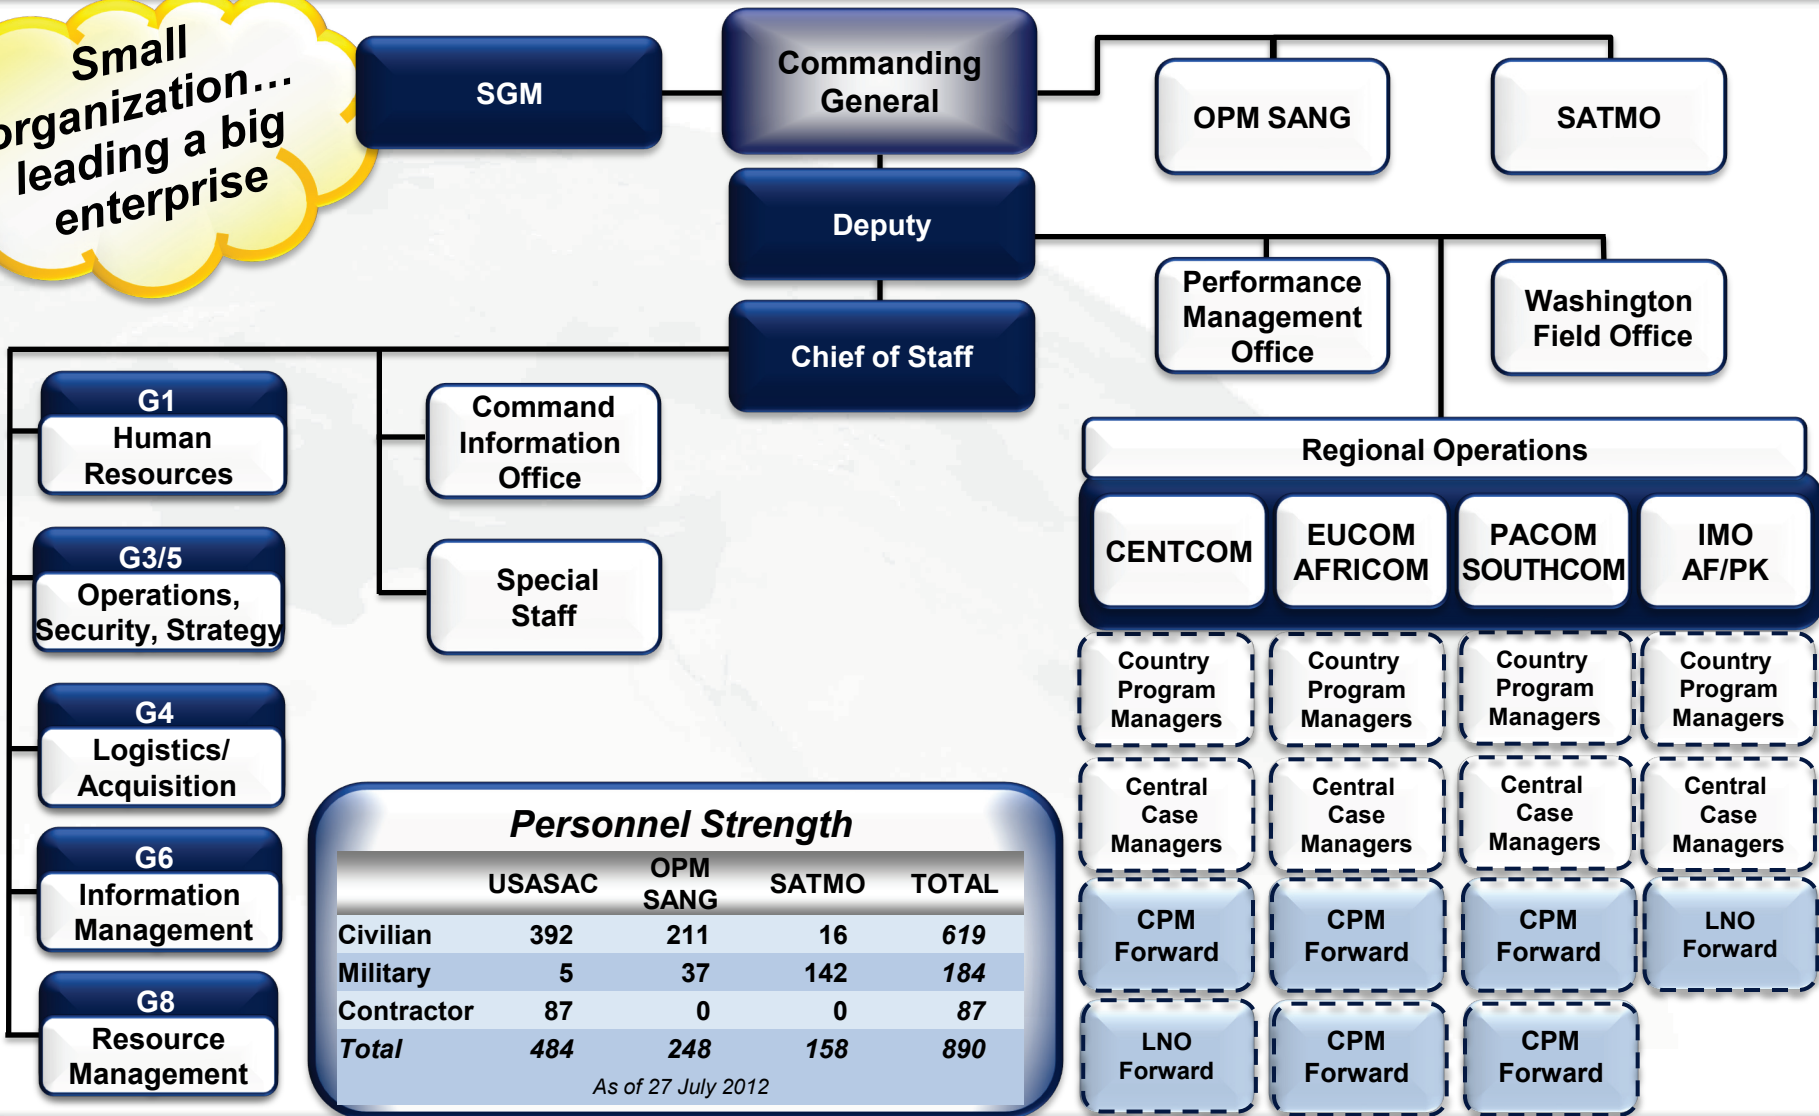 Small
organization...
leading a big
enterprise
SGM
Commanding
General
OPM SANG
SATMO
Deputy
Performance
Management
Office
Washington
Field Office
Chief of Staff
G1
Human
Resources
G3/5
Operations,
Security, Strategy
G4
Logistics/
Acquisition
G6
Information
Management
G8
Resource
Management
Command
Information
Office
Special
Staff
Regional Operations
CENTCOM
EUCOM
AFRICOM
PACOM
SOUTHCOM
IMO
AF/PK
Country
Program
Managers
Country
Program
Managers
Country
Program
Managers
Country
Program
Managers
Central
Case
Managers
Central
Case
Managers
Central
Case
Managers
Central
Case
Managers
CPM
Forward
CPM
Forward
CPM
Forward
LNO
Forward
LNO
Forward
CPM
Forward
CPM
Forward
Personnel Strength
USASAC OPM SANG SATMO TOTAL
Civilian 392 211 16 619
Military 5 37 142 184
Contractor 87 0 0 87
Total 484 248 158 890
As of 27 July 2012